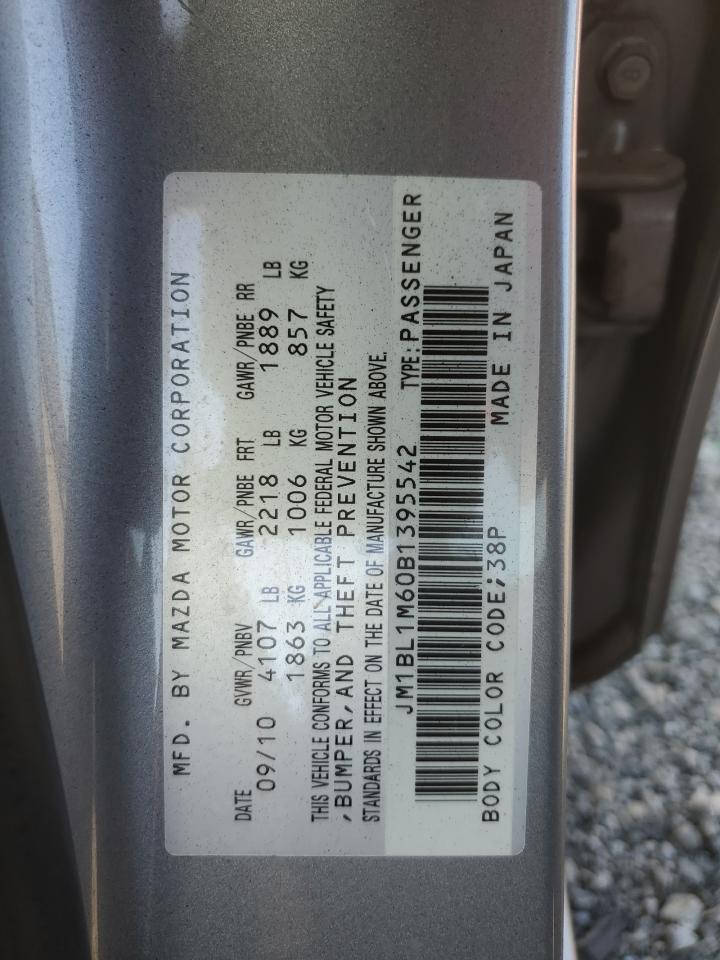 MFD. BY MAZDA MOTOR CORPORATION
DATE GVWR/PNBV GAWR/PNBE FRT GAWR/PNBE RR
09/10 4107 LB 2218 LB 1889 LB
1863 KG 1006 KG 857 KG
THIS VEHICLE CONFORMS TO ALL APPLICABLE FEDERAL MOTOR VEHICLE SAFETY
,BUMPER,AND THEFT PREVENTION
STANDARDS IN EFFECT ON THE DATE OF MANUFACTURE SHOWN ABOVE.
JM1BL1M60B1395542 TYPE:PASSENGER
BODY COLOR CODE;38P MADE IN JAPAN